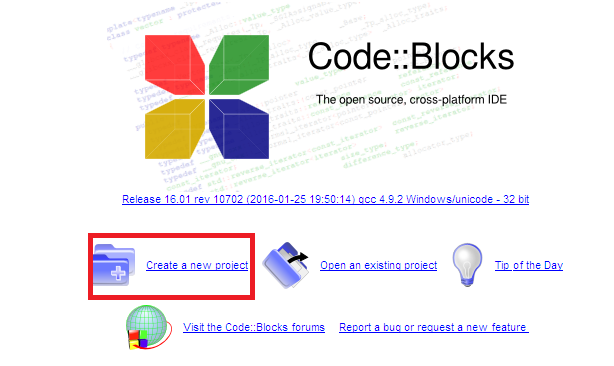 Code::Blocks
The open source, cross-platform IDE
Release 16.01 rev 10702 (2016-01-25 19:50:14) gcc 4.9.2 Windows/unicode - 32 bit
Create a new project
Open an existing project
Tip of the Day
Visit the Code::Blocks forums
Report a bug or request a new feature